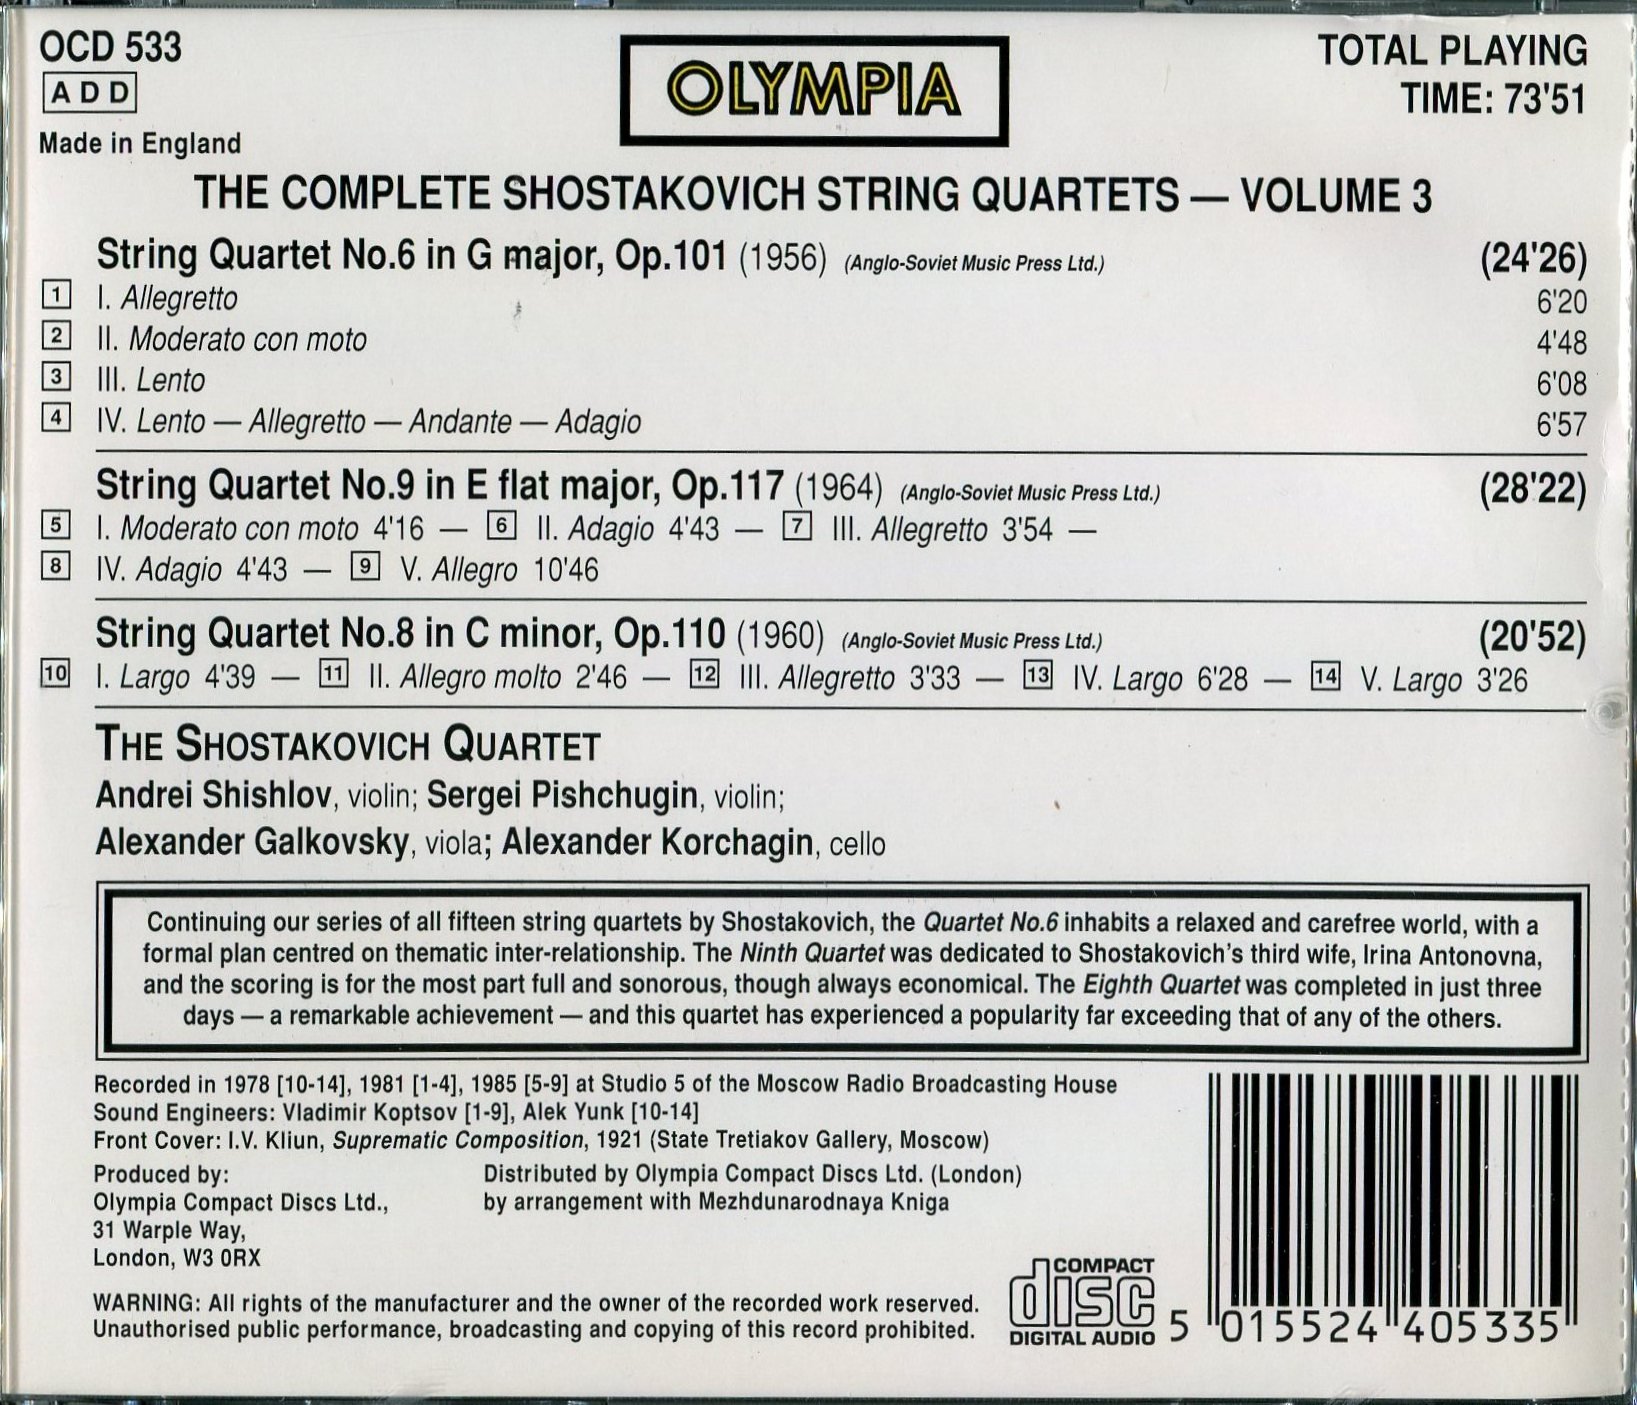 OCD 533
ADD
Made in England
OLYMPIA
TOTAL PLAYING
TIME: 73'51
THE COMPLETE SHOSTAKOVICH STRING QUARTETS — VOLUME 3
String Quartet No.6 in G major, Op.101 (1956) (Anglo-Soviet Music Press Ltd.) (24'26)
1 I. Allegretto 6'20
2 II. Moderato con moto 4'48
3 III. Lento 6'08
4 IV. Lento — Allegretto — Andante — Adagio 6'57
String Quartet No.9 in E flat major, Op.117 (1964) (Anglo-Soviet Music Press Ltd.) (28'22)
5 I. Moderato con moto 4'16 — 6 II. Adagio 4'43 — 7 III. Allegretto 3'54 —
8 IV. Adagio 4'43 — 9 V. Allegro 10'46
String Quartet No.8 in C minor, Op.110 (1960) (Anglo-Soviet Music Press Ltd.) (20'52)
10 I. Largo 4'39 — 11 II. Allegro molto 2'46 — 12 III. Allegretto 3'33 — 13 IV. Largo 6'28 — 14 V. Largo 3'26
THE SHOSTAKOVICH QUARTET
Andrei Shishlov, violin; Sergei Pishchugin, violin;
Alexander Galkovsky, viola; Alexander Korchagin, cello
Continuing our series of all fifteen string quartets by Shostakovich, the Quartet No.6 inhabits a relaxed and carefree world, with a
formal plan centred on thematic inter-relationship. The Ninth Quartet was dedicated to Shostakovich's third wife, Irina Antonovna,
and the scoring is for the most part full and sonorous, though always economical. The Eighth Quartet was completed in just three
days — a remarkable achievement — and this quartet has experienced a popularity far exceeding that of any of the others.
Recorded in 1978 [10-14], 1981 [1-4], 1985 [5-9] at Studio 5 of the Moscow Radio Broadcasting House
Sound Engineers: Vladimir Koptsov [1-9], Alek Yunk [10-14]
Front Cover: I.V. Kliun, Suprematic Composition, 1921 (State Tretiakov Gallery, Moscow)
Produced by:
Olympia Compact Discs Ltd.,
31 Warple Way,
London, W3 0RX
Distributed by Olympia Compact Discs Ltd. (London)
by arrangement with Mezhdunarodnaya Kniga
WARNING: All rights of the manufacturer and the owner of the recorded work reserved.
Unauthorised public performance, broadcasting and copying of this record prohibited.
COMPACT
disc
DIGITAL AUDIO
5 015524 405335